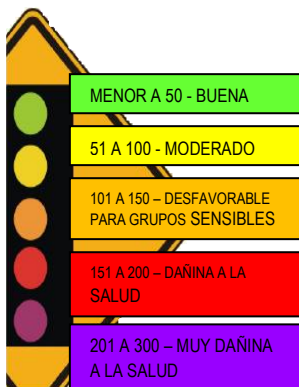 MENOR A 50 - BUENA
51 A 100 - MODERADO
101 A 150 – DESFAVORABLE
PARA GRUPOS SENSIBLES
151 A 200 – DAÑINA A LA
SALUD
201 A 300 – MUY DAÑINA
A LA SALUD